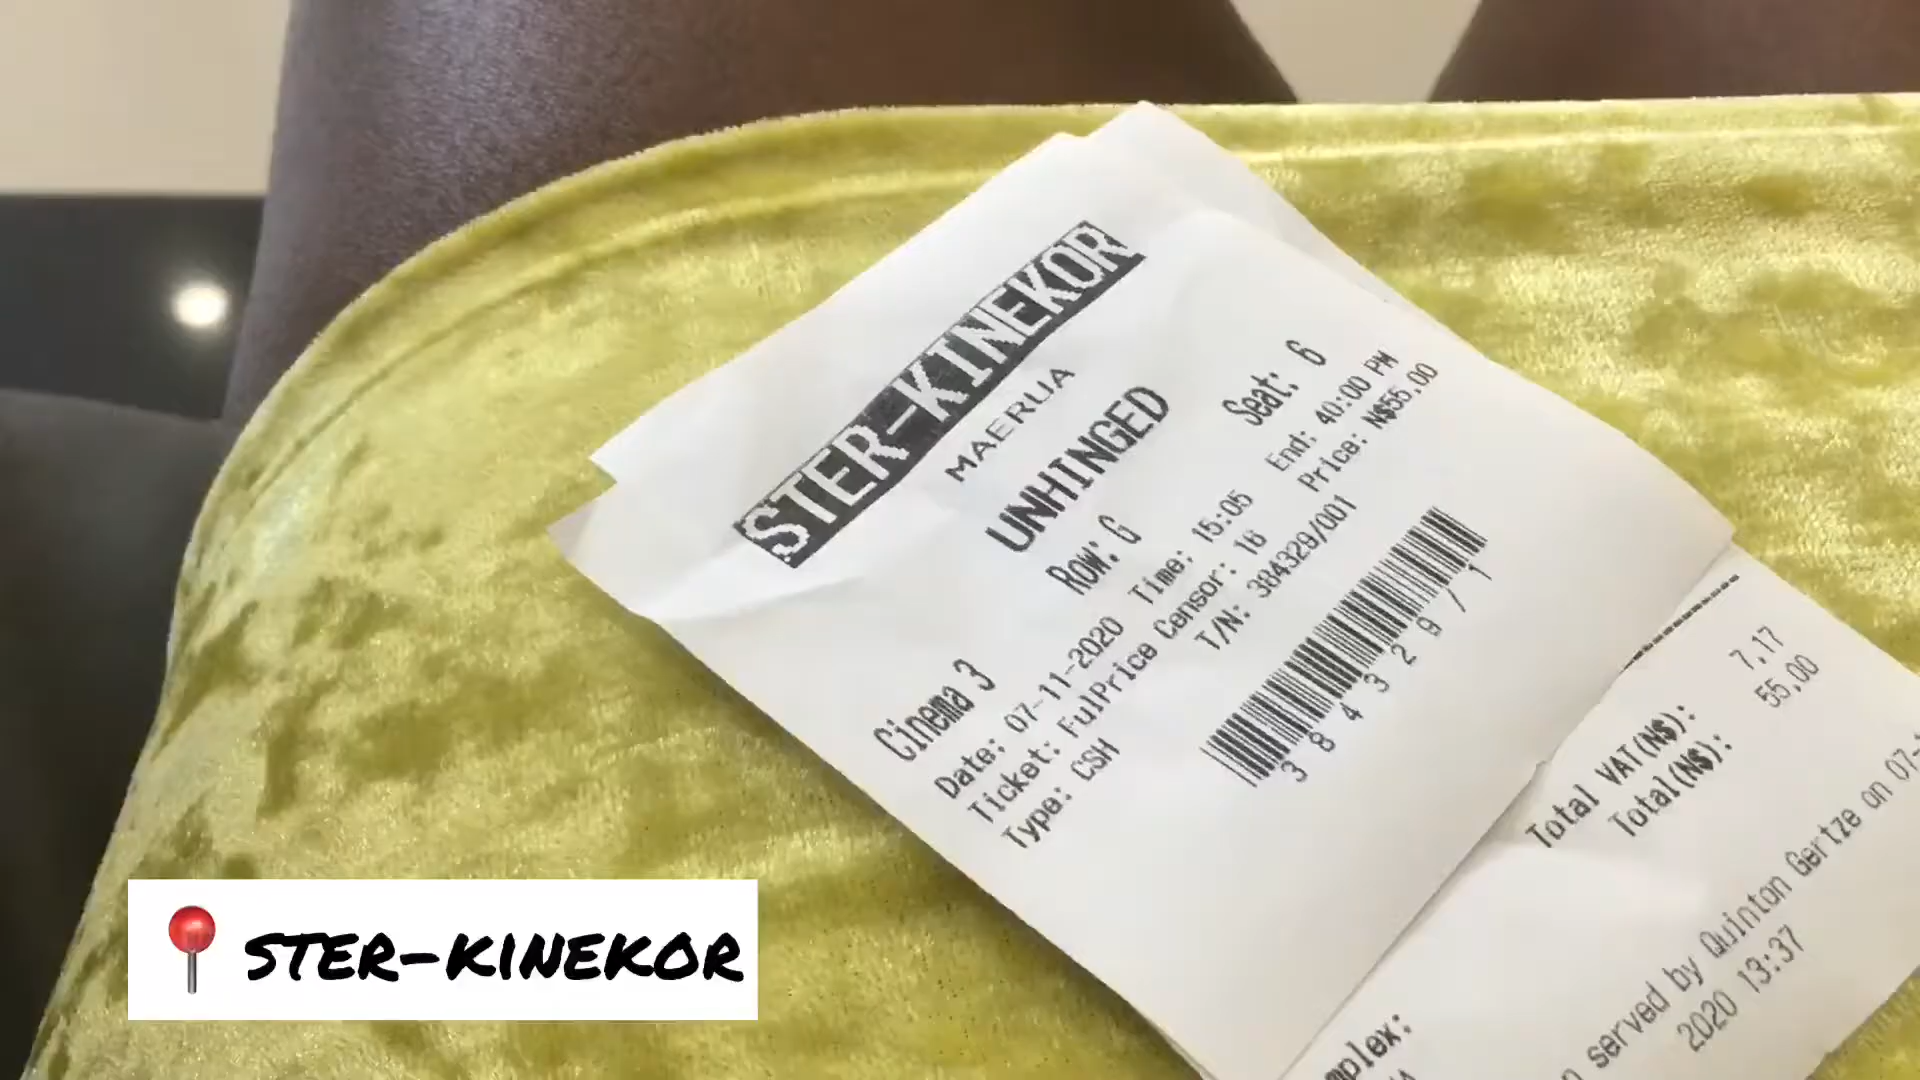 STER-KINEKOR
MAERUA
UNHINGED
Cinema 3 Row: G Seat: 6
Date: 07-11-2020 Time: 15:05 End: 40:00 PM
Ticket: FulPrice Censor: 16 Price: N$55.00
Type: CSH T/N: 384329/001
3 8 4 3 2 9 / 1
Total VAT(N$): 7.17
Total(N$): 55.00
served by Quinton Gertze on 07-
2020 13:37
mplex:
STER-KINEKOR